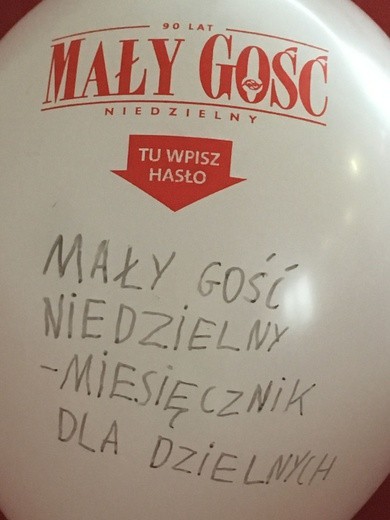 90 LAT
MAŁY GOŚĆ
NIEDZIELNY
TU WPISZ
HASŁO
MAŁY GOŚĆ
NIEDZIELNY
-MIESIĘCZNIK
DLA DZIELNYCH